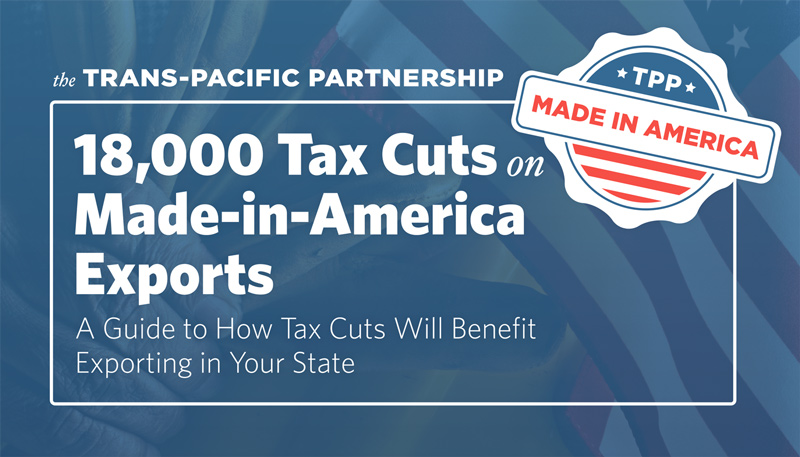 the TRANS-PACIFIC PARTNERSHIP
TPP
MADE IN AMERICA
18,000 Tax Cuts on
Made-in-America
Exports
A Guide to How Tax Cuts Will Benefit
Exporting in Your State